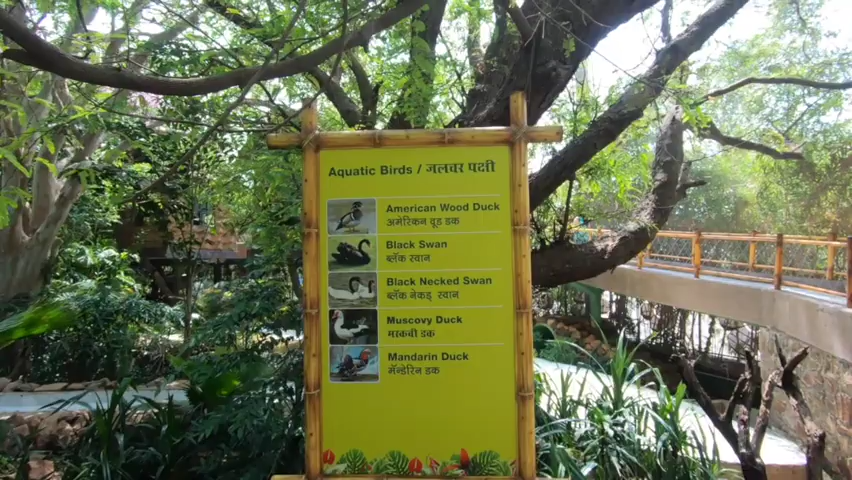 Aquatic Birds / जलचर पक्षी
American Wood Duck
अमेरिकन वूड डक
Black Swan
ब्लॅक स्वान
Black Necked Swan
ब्लॅक नेकड् स्वान
Muscovy Duck
मस्कवी डक
Mandarin Duck
मॅन्डेरिन डक